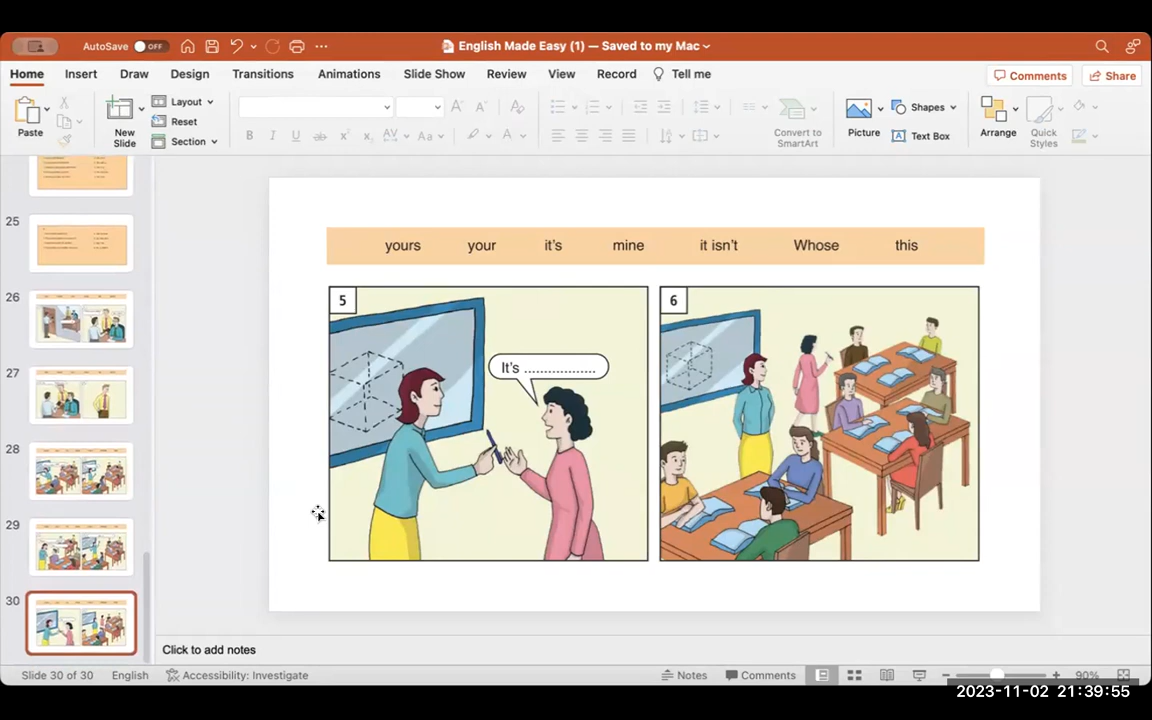 AutoSave OFF
English Made Easy (1) — Saved to my Mac
Home Insert Draw Design Transitions Animations Slide Show Review View Record Tell me
Comments Share
Paste
New Slide
Layout
Reset
Section
Convert to SmartArt
Picture
Shapes
Text Box
Arrange
Quick Styles
25
26
27
28
29
30
yours your it's mine it isn't Whose this
5
It's ..................
6
Click to add notes
Slide 30 of 30 English Accessibility: Investigate Notes Comments 90%
2023-11-02 21:39:55